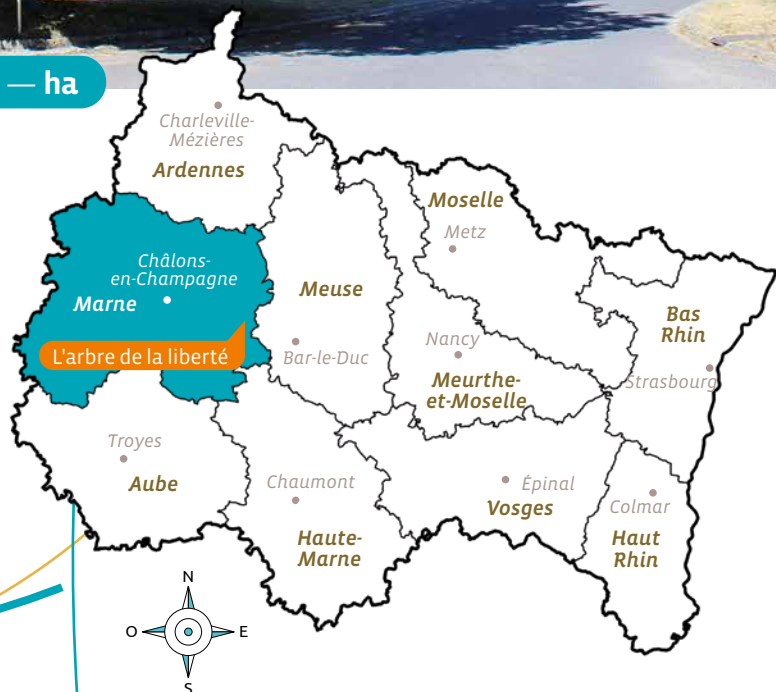 — ha
Charleville-
Mézières
Ardennes
Moselle
Metz
Châlons-
en-Champagne
Marne
Meuse
Bas
Rhin
L'arbre de la liberté
Bar-le-Duc
Nancy
Meurthe-
et-Moselle
Strasbourg
Troyes
Aube
Chaumont
Épinal
Vosges
Colmar
Haute-
Marne
Haut
Rhin
N
O
E
S